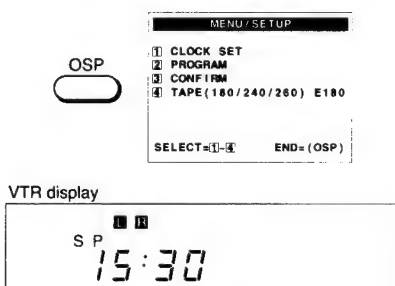 MENU/SETUP
OSP
1 CLOCK SET
2 PROGRAM
3 CONFIRM
4 TAPE(180/240/260) E180
SELECT=1-4 END=(OSP)
VTR display
L R
SP
15:30